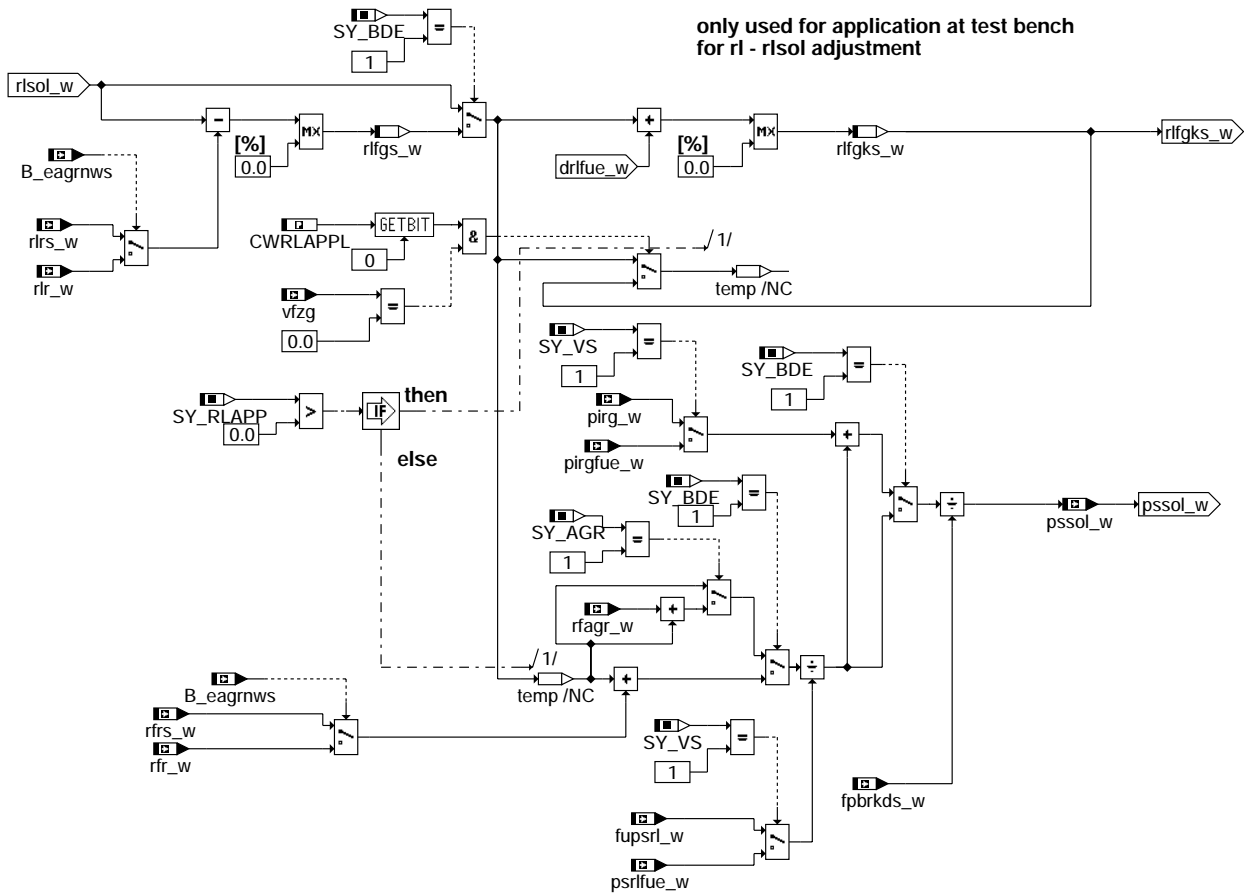 only used for application at test bench
for rl - rlsol adjustment
SY_BDE
=
1
rlsol_w
-
MX
[%]
0.0
rlfgs_w
+
drlfue_w
[%]
0.0
MX
rlfgks_w
rlfgks_w
B_eagrnws
rlrs_w
rlr_w
CWRLAPPL
P
GETBIT
0
&
/ 1/
temp /NC
vfzg
0.0
=
SY_VS
=
1
SY_BDE
=
1
SY_RLAPP
0.0
>
IF
then
else
pirg_w
pirgfue_w
+
SY_BDE
=
1
÷
pssol_w
pssol_w
SY_AGR
=
1
rfagr_w
+
/ 1/
temp /NC
+
÷
B_eagrnws
rfrs_w
rfr_w
SY_VS
=
1
fpbrkds_w
fupsrl_w
psrlfue_w